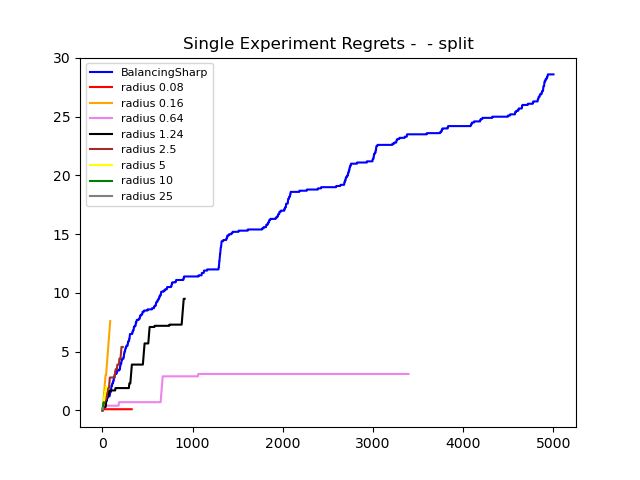 Single Experiment Regrets -  - split
30
25
20
15
10
5
0
BalancingSharp
radius 0.08
radius 0.16
radius 0.64
radius 1.24
radius 2.5
radius 5
radius 10
radius 25
0 1000 2000 3000 4000 5000